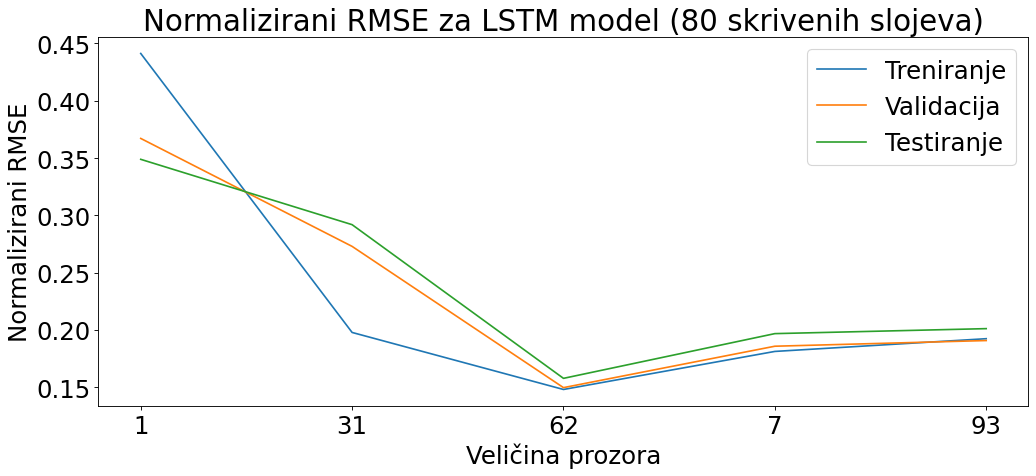 Normalizirani RMSE za LSTM model (80 skrivenih slojeva)
Normalizirani RMSE
0.45
0.40
0.35
0.30
0.25
0.20
0.15
Treniranje
Validacija
Testiranje
1 31 62 7 93
Veličina prozora